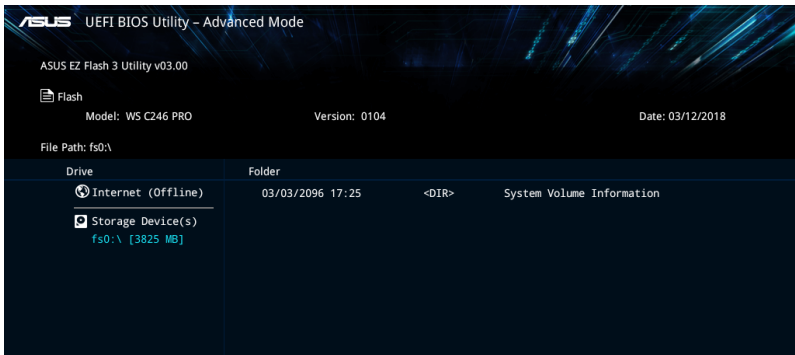 ASUS UEFI BIOS Utility – Advanced Mode
ASUS EZ Flash 3 Utility v03.00
Flash
Model: WS C246 PRO Version: 0104 Date: 03/12/2018
File Path: fs0:\
Drive Folder
Internet (Offline) 03/03/2096 17:25 <DIR> System Volume Information
Storage Device(s)
fs0:\ [3825 MB]